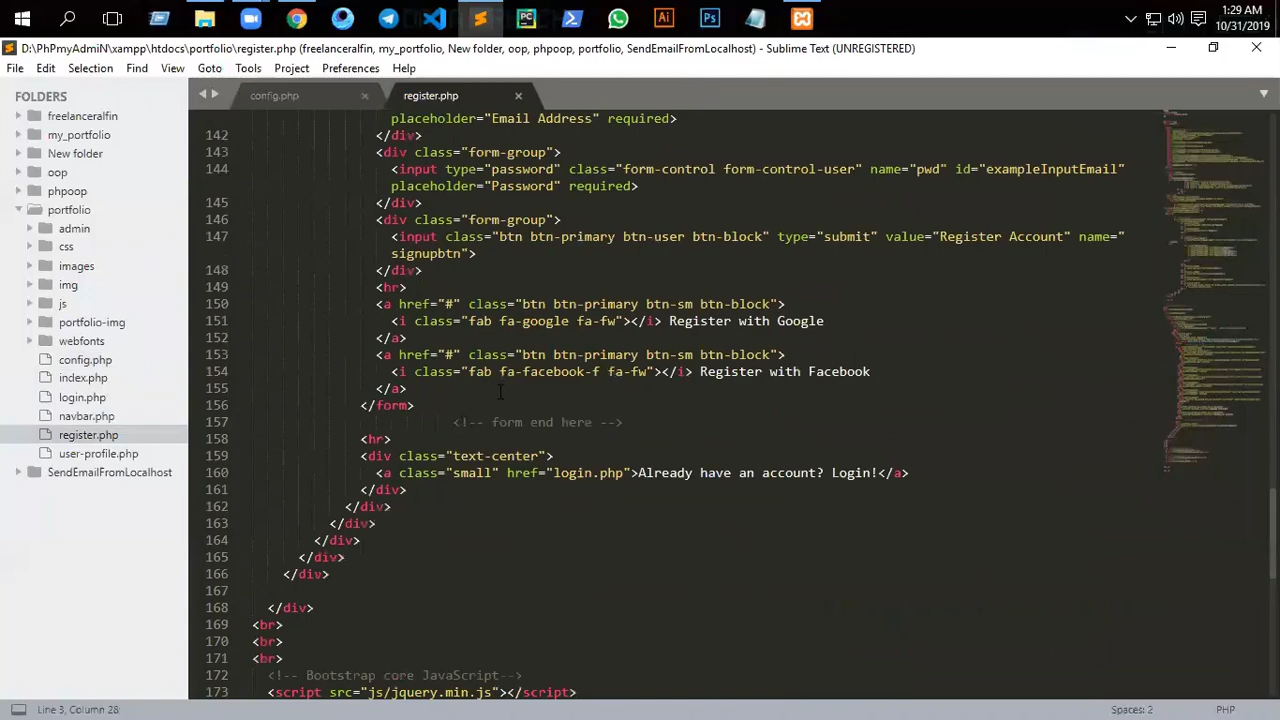 1:29 AM
10/31/2019
D:\PhPmyAdmiN\xampp\htdocs\portfolio\register.php (freelanceralfin, my_portfolio, New folder, oop, phpoop, portfolio, SendEmailFromLocalhost) - Sublime Text (UNREGISTERED)
File Edit Selection Find View Goto Tools Project Preferences Help
FOLDERS
freelanceralfin
my_portfolio
New folder
oop
phpoop
portfolio
admin
css
images
img
js
portfolio-img
webfonts
config.php
index.php
login.php
navbar.php
register.php
user-profile.php
SendEmailFromLocalhost
config.php × register.php ×
placeholder="Email Address" required>
142 </div>
143 <div class="form-group">
144 <input type="password" class="form-control form-control-user" name="pwd" id="exampleInputEmail"
placeholder="Password" required>
145 </div>
146 <div class="form-group">
147 <input class="btn btn-primary btn-user btn-block" type="submit" value="Register Account" name="
signupbtn">
148 </div>
149 <hr>
150 <a href="#" class="btn btn-primary btn-sm btn-block">
151 <i class="fab fa-google fa-fw"></i> Register with Google
152 </a>
153 <a href="#" class="btn btn-primary btn-sm btn-block">
154 <i class="fab fa-facebook-f fa-fw"></i> Register with Facebook
155 </a>
156 </form>
157 <!-- form end here -->
158 <hr>
159 <div class="text-center">
160 <a class="small" href="login.php">Already have an account? Login!</a>
161 </div>
162 </div>
163 </div>
164 </div>
165 </div>
166 </div>
167
168 </div>
169 <br>
170 <br>
171 <br>
172 <!-- Bootstrap core JavaScript-->
173 <script src="js/jquery.min.js"></script>
Line 3, Column 28
Spaces: 2
PHP